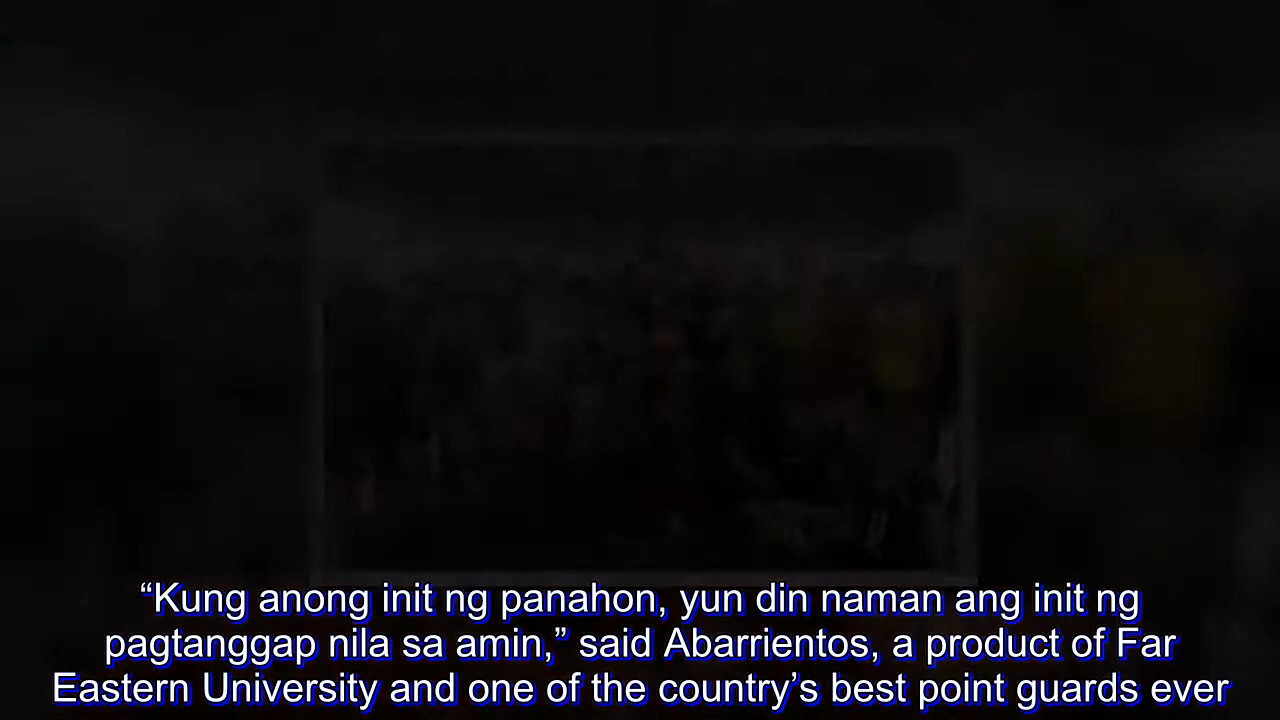 “Kung anong init ng panahon, yun din naman ang init ng
pagtanggap nila sa amin,” said Abarrientos, a product of Far
Eastern University and one of the country’s best point guards ever